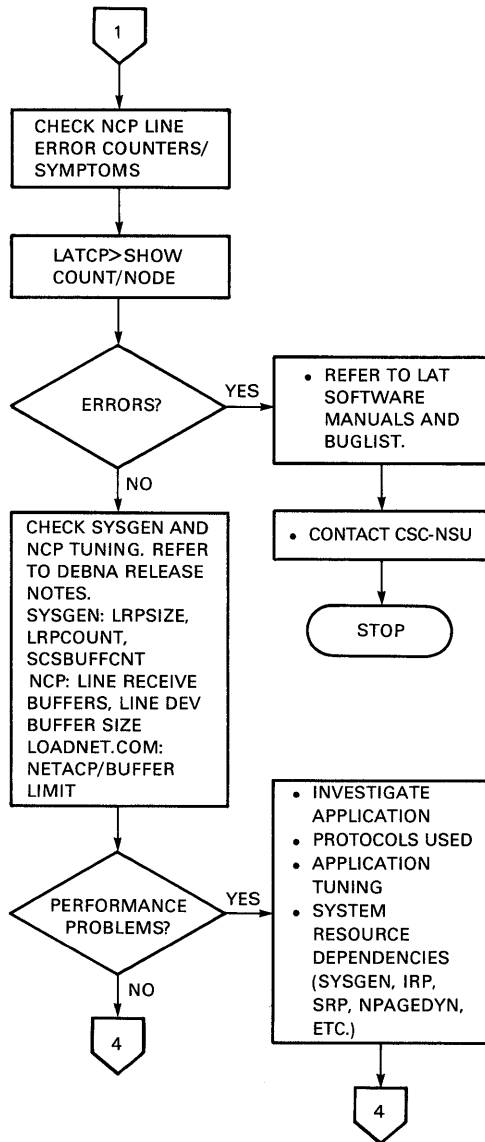 1
CHECK NCP LINE
ERROR COUNTERS/
SYMPTOMS
LATCP>SHOW
COUNT/NODE
ERRORS?
YES
• REFER TO LAT
SOFTWARE
MANUALS AND
BUGLIST.
• CONTACT CSC-NSU
STOP
NO
CHECK SYSGEN AND
NCP TUNING. REFER
TO DEBNA RELEASE
NOTES.
SYSGEN: LRPSIZE,
LRPCOUNT,
SCSBUFFCNT
NCP: LINE RECEIVE
BUFFERS, LINE DEV
BUFFER SIZE
LOADNET.COM:
NETACP/BUFFER
LIMIT
PERFORMANCE
PROBLEMS?
YES
• INVESTIGATE
APPLICATION
• PROTOCOLS USED
• APPLICATION
TUNING
• SYSTEM
RESOURCE
DEPENDENCIES
(SYSGEN, IRP,
SRP, NPAGEDYN,
ETC.)
NO
4
4